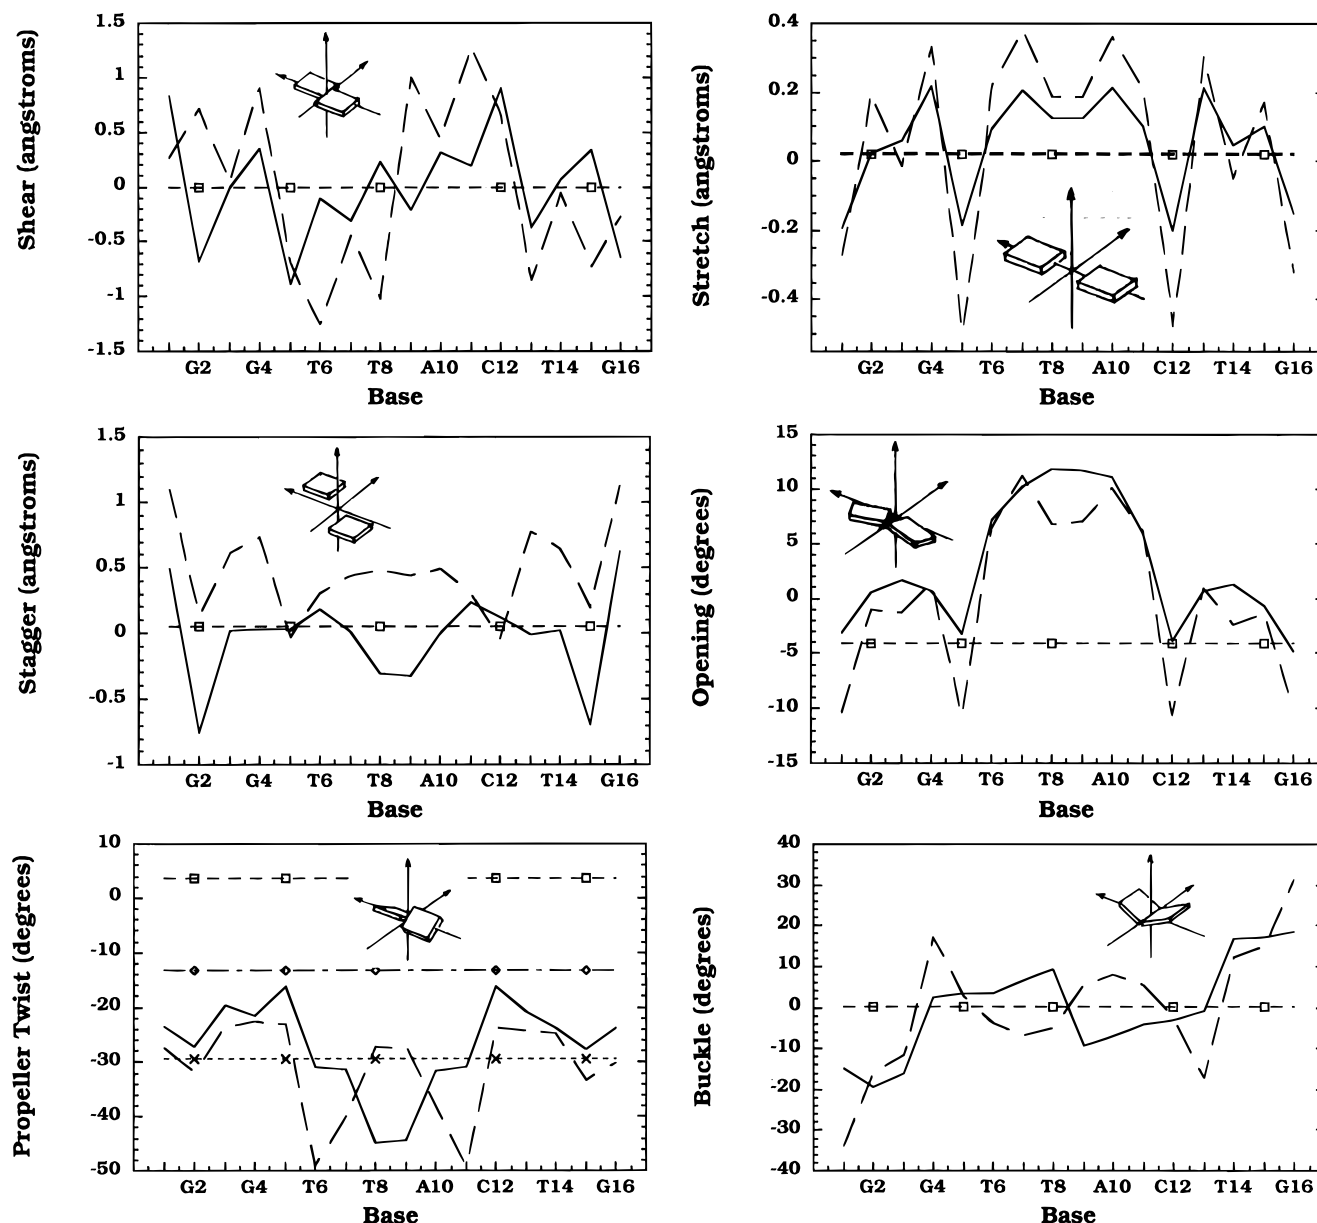 Shear (angstroms)
1.5
1
0.5
0
-0.5
-1
-1.5
G2 G4 T6 T8 A10 C12 T14 G16
Base
Stretch (angstroms)
0.4
0.2
0
-0.2
-0.4
G2 G4 T6 T8 A10 C12 T14 G16
Base
Stagger (angstroms)
1.5
1
0.5
0
-0.5
-1
G2 G4 T6 T8 A10 C12 T14 G16
Base
Opening (degrees)
15
10
5
0
-5
-10
-15
G2 G4 T6 T8 A10 C12 T14 G16
Base
Propeller Twist (degrees)
10
0
-10
-20
-30
-40
-50
G2 G4 T6 T8 A10 C12 T14 G16
Base
Buckle (degrees)
40
30
20
10
0
-10
-20
-30
-40
G2 G4 T6 T8 A10 C12 T14 G16
Base